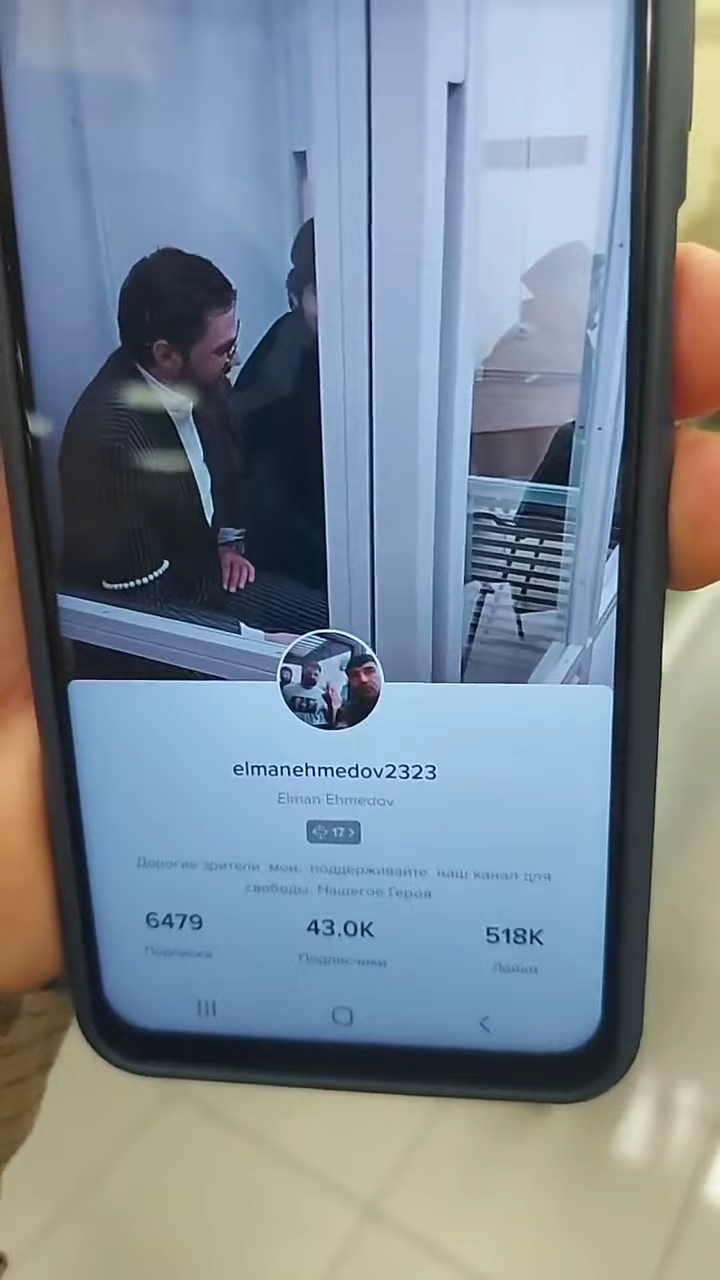 elmanehmedov2323
Elman Ehmedov
17 >
Дорогие зрители мои, поддерживайте наш канал для
свободы. Нашегое Героя
6479
43.0K
518K
Подписки
Подписчики
Лайки